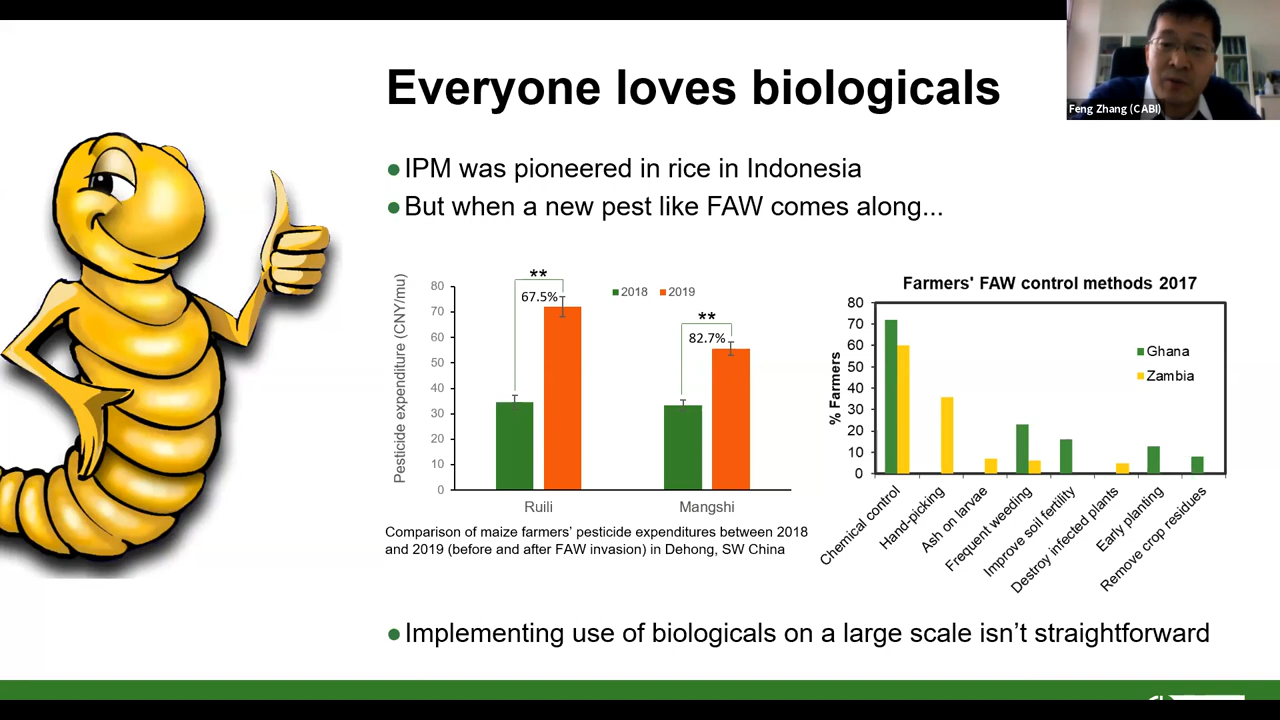 Everyone loves biologicals
Feng Zhang (CABI)
●IPM was pioneered in rice in Indonesia
●But when a new pest like FAW comes along...
Pesticide expenditure (CNY/mu)
80
70
60
50
40
30
20
10
0
**
67.5%
**
82.7%
2018 2019
Ruili Mangshi
Comparison of maize farmers’ pesticide expenditures between 2018
and 2019 (before and after FAW invasion) in Dehong, SW China
Farmers' FAW control methods 2017
% Farmers
80
70
60
50
40
30
20
10
0
Ghana
Zambia
Chemical control
Hand-picking
Ash on larvae
Frequent weeding
Improve soil fertility
Destroy infected plants
Early planting
Remove crop residues
●Implementing use of biologicals on a large scale isn’t straightforward